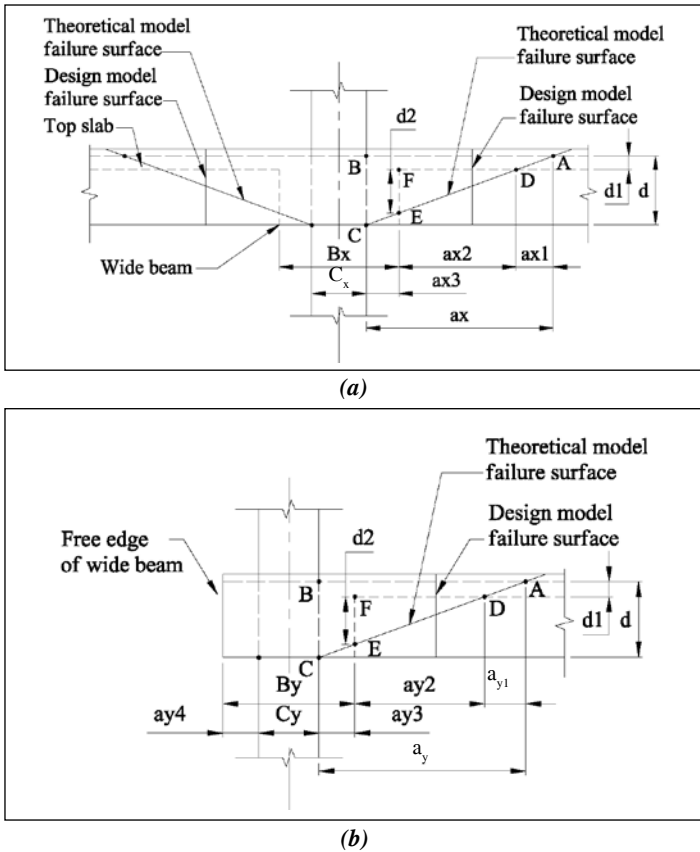 Theoretical model
failure surface
Design model
failure surface
Top slab
Theoretical model
failure surface
Design model
failure surface
d2
B
F
D
A
E
C
d1
d
Wide beam
Bx
ax2
ax1
Cx
ax3
ax
(a)
Theoretical model
failure surface
Design model
failure surface
Free edge
of wide beam
d2
B
F
D
A
E
C
d1
d
By
ay2
ay1
ay4
Cy
ay3
ay
(b)